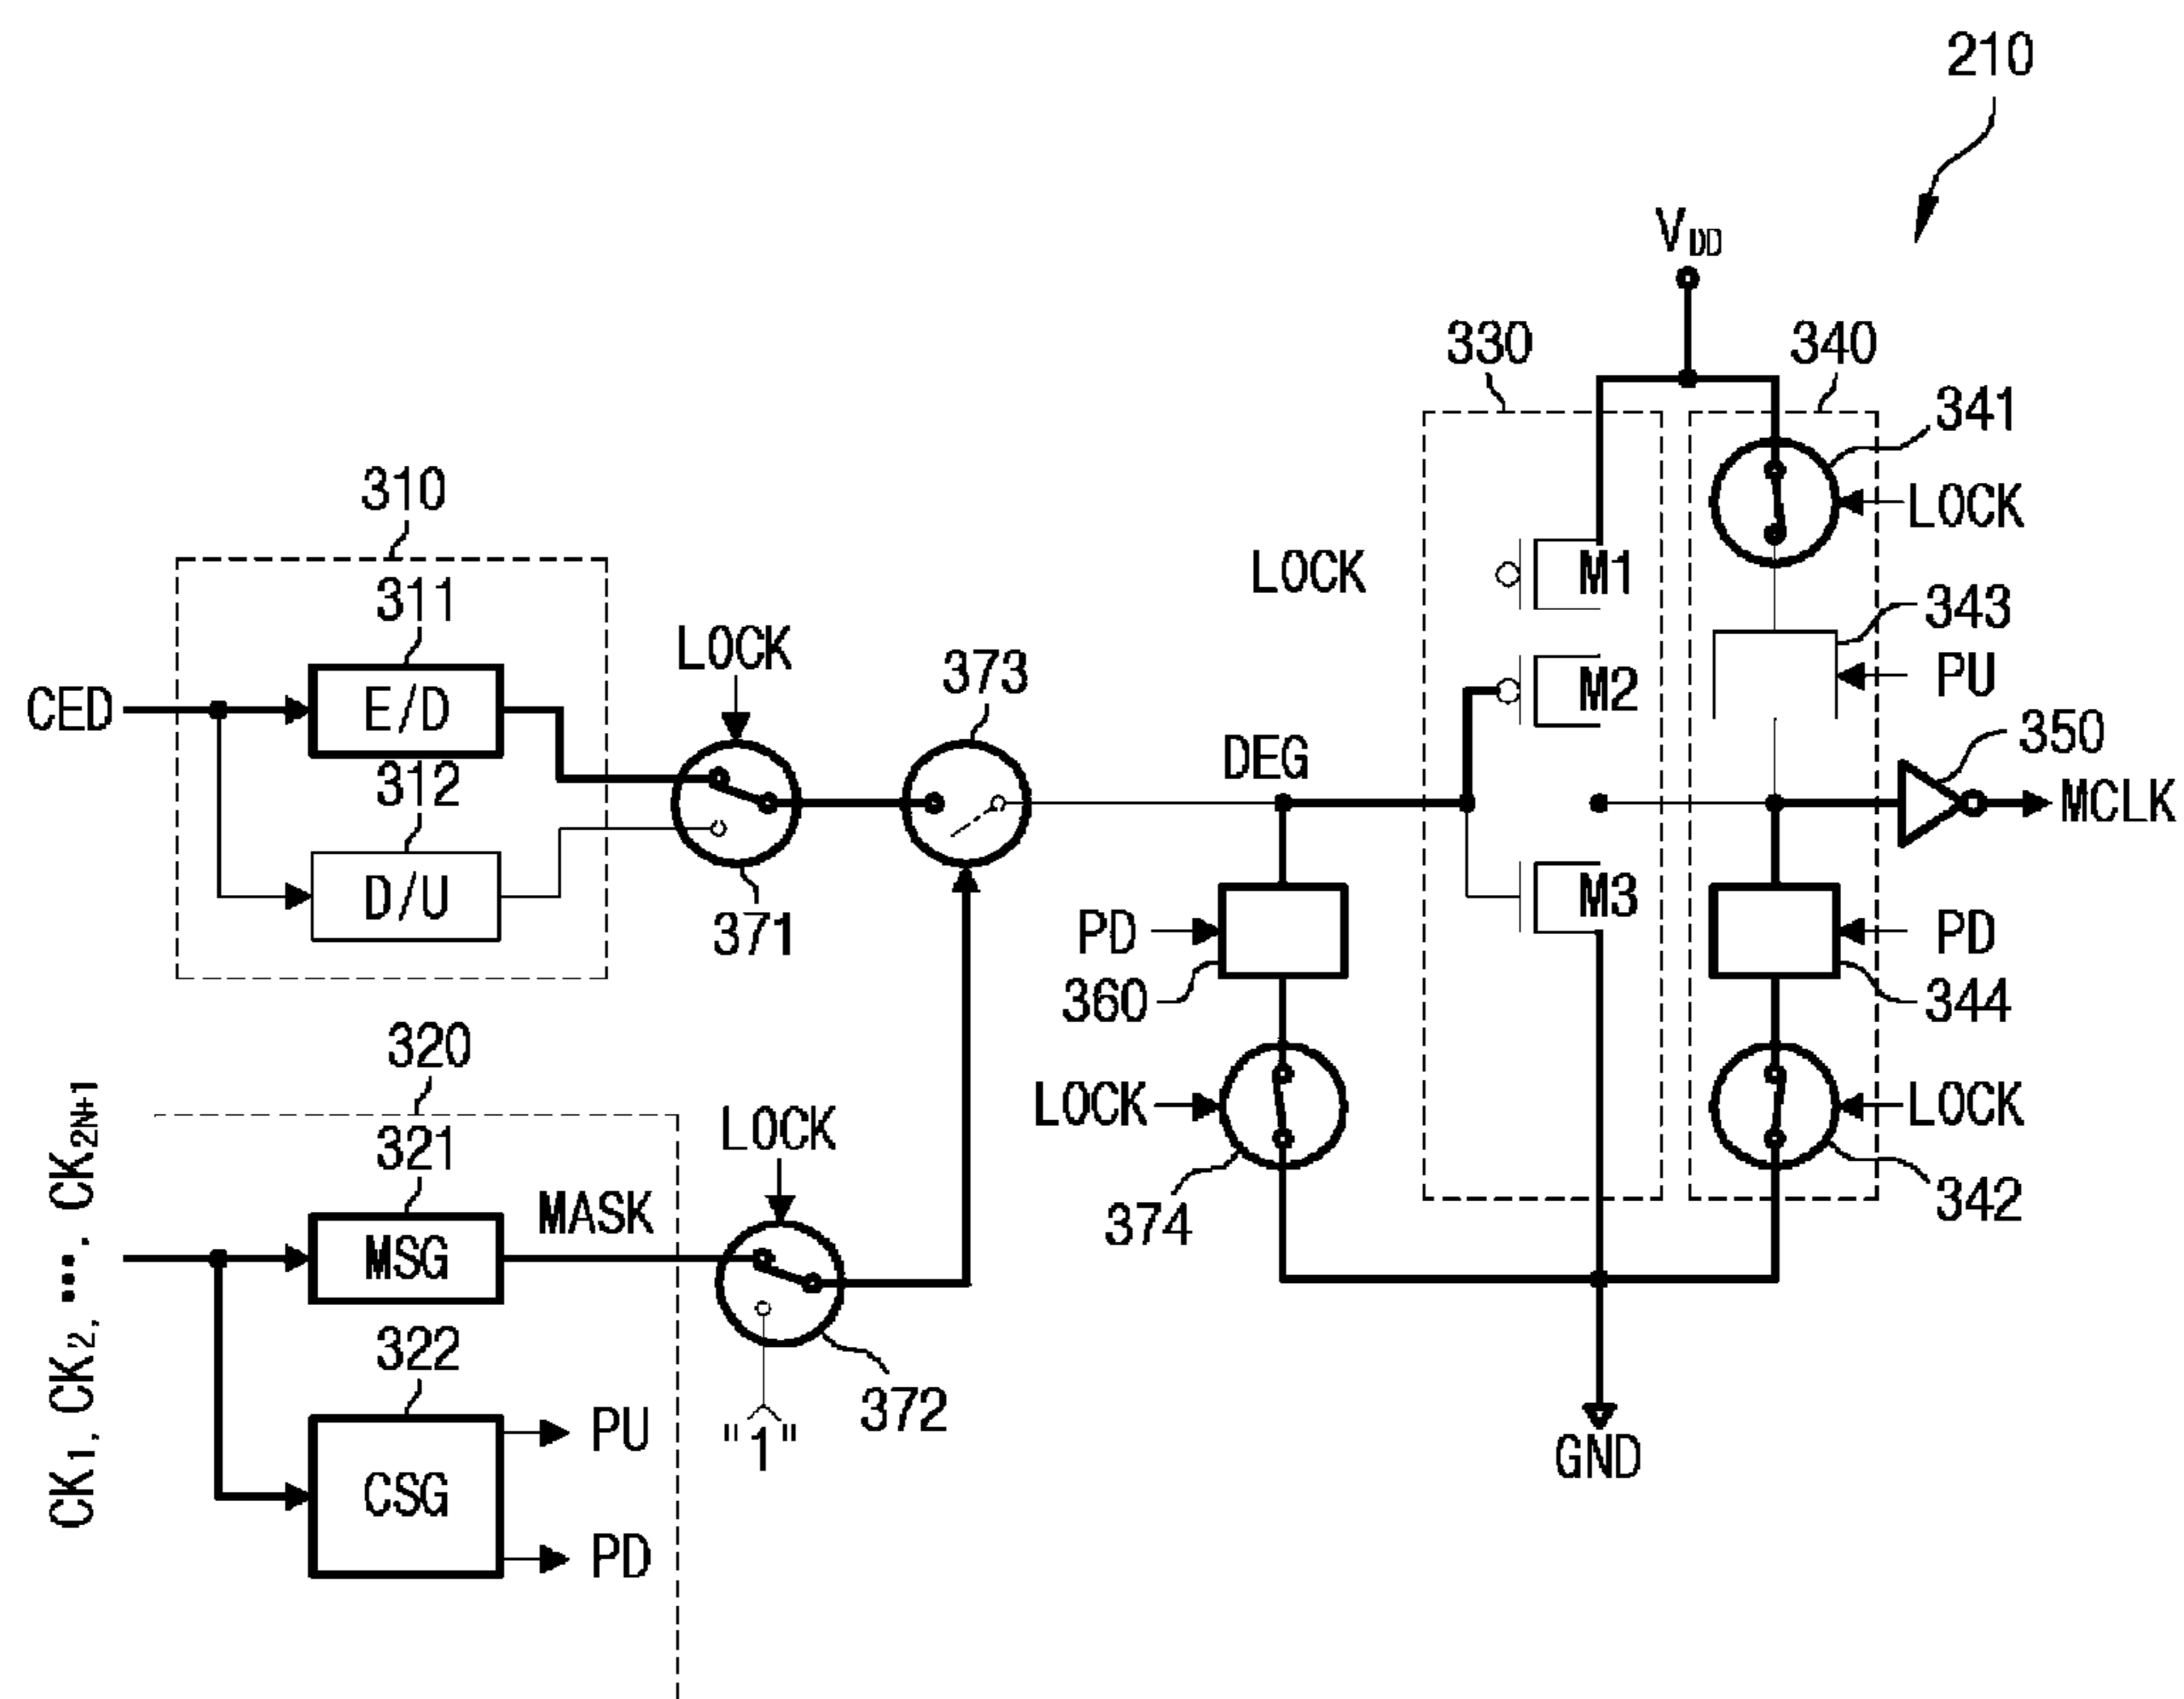 210
V_DD
330
340
341
LOCK
310
LOCK
M1
311
343
LOCK
373
PU
CED
E/D
M2
350
DEG
312
MCLK
D/U
M3
371
PD
PD
360
344
320
LOCK
LOCK
321
LOCK
374
342
MASK
CK1, CK2, •••. CK2N+1
MSG
322
372
PU
"1"
GND
CSG
PD